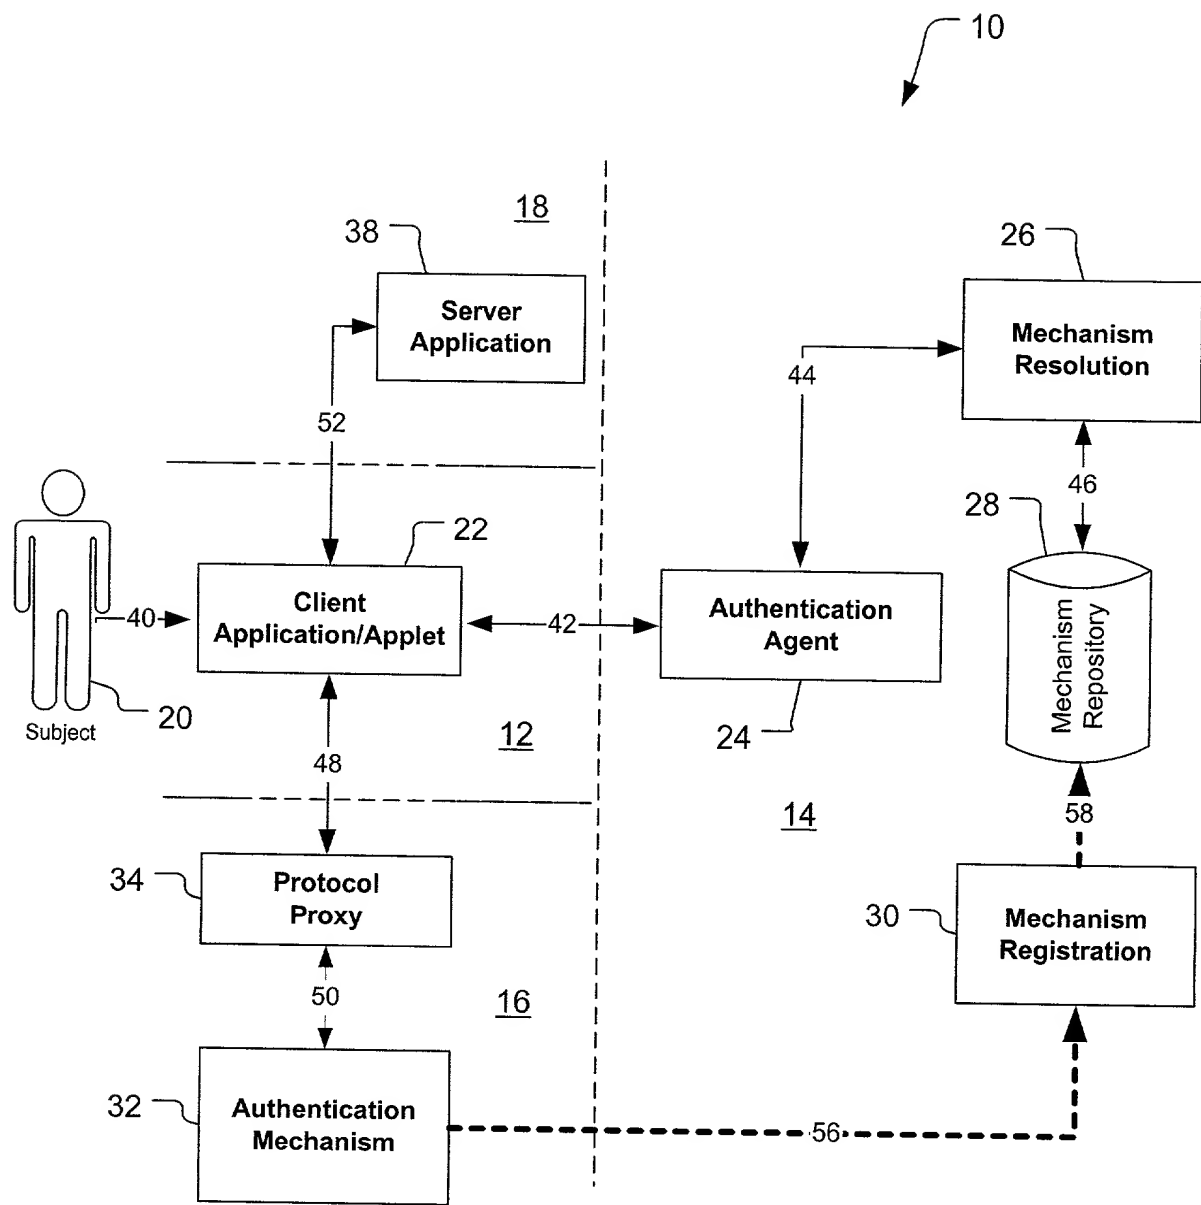 10
18
38
Server
Application
26
Mechanism
Resolution
44
52
46
28
22
Client
Application/Applet
40
42
Authentication
Agent
Mechanism
Repository
20
Subject
12
24
48
14
58
34
Protocol
Proxy
30
Mechanism
Registration
50
16
32
Authentication
Mechanism
56